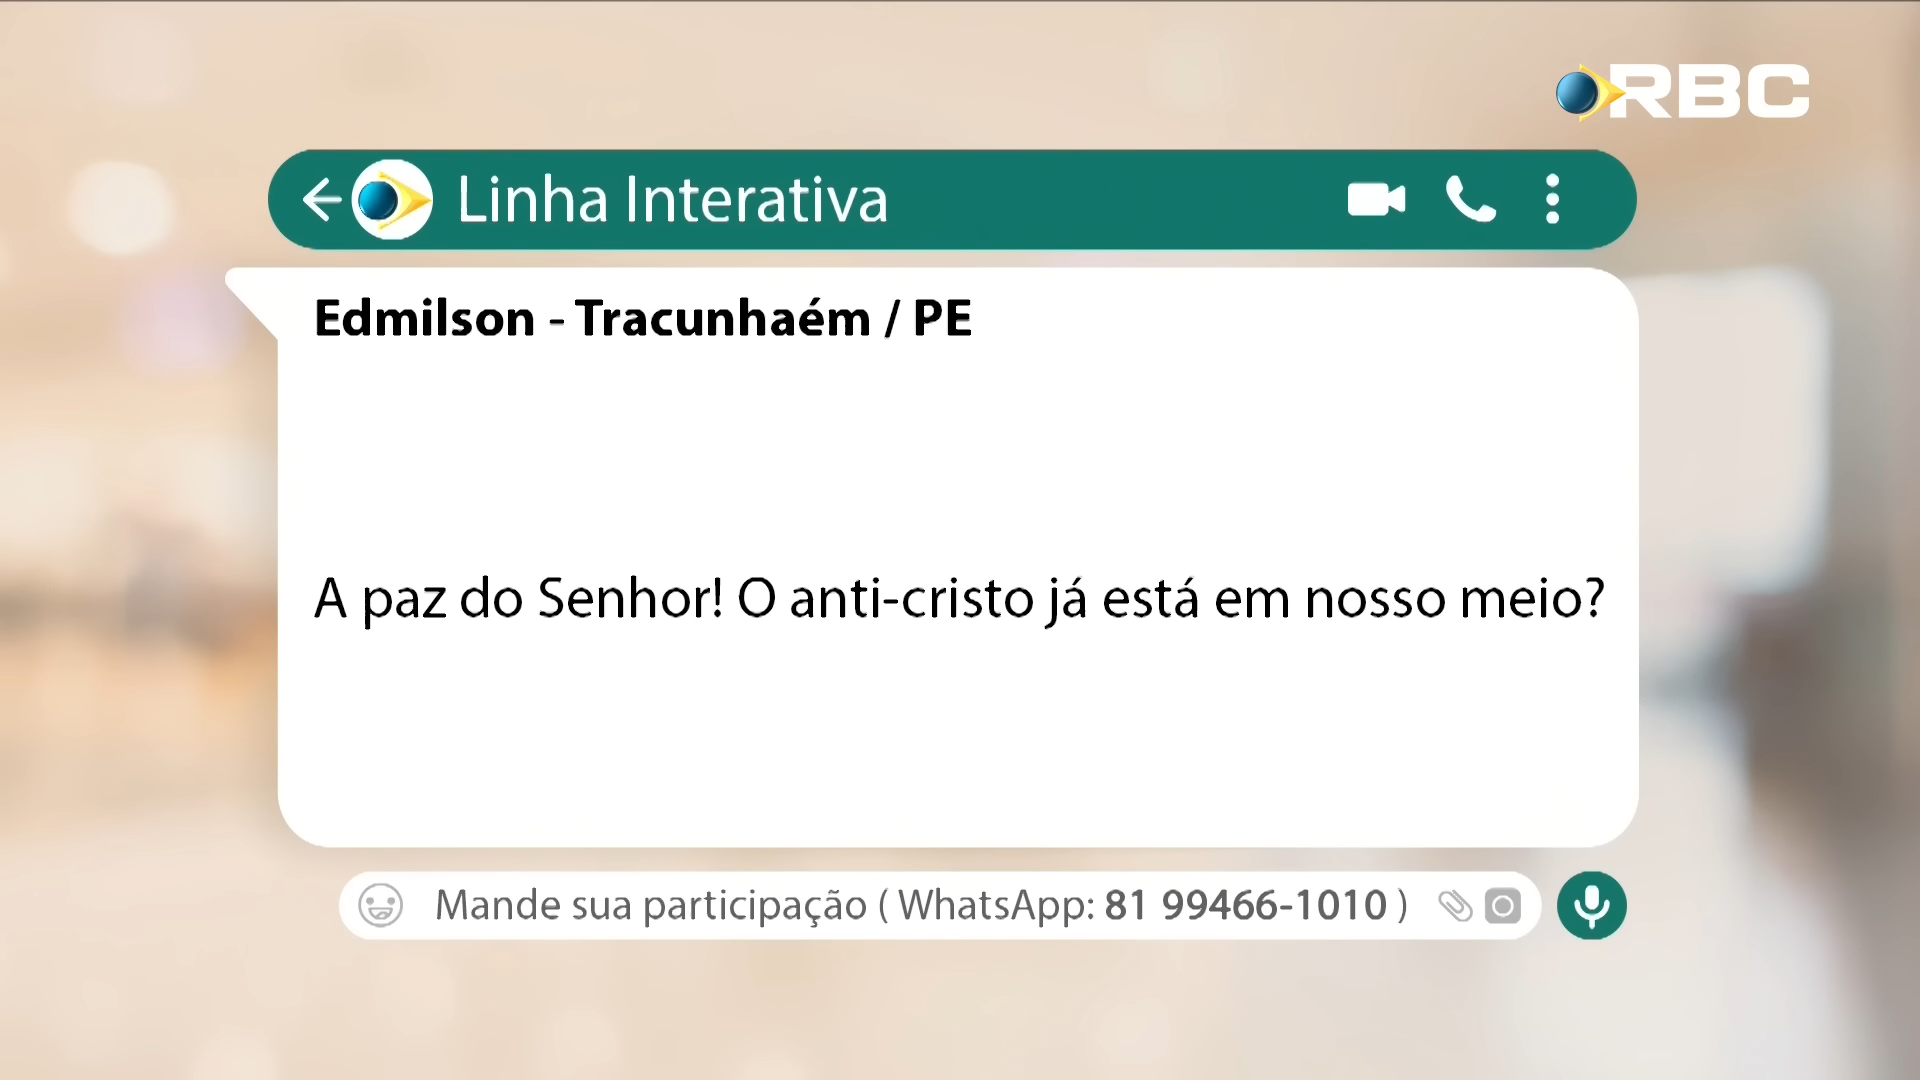 RBC
Linha Interativa
Edmilson - Tracunhaém / PE
A paz do Senhor! O anti-cristo já está em nosso meio?
Mande sua participação ( WhatsApp: 81 99466-1010 )